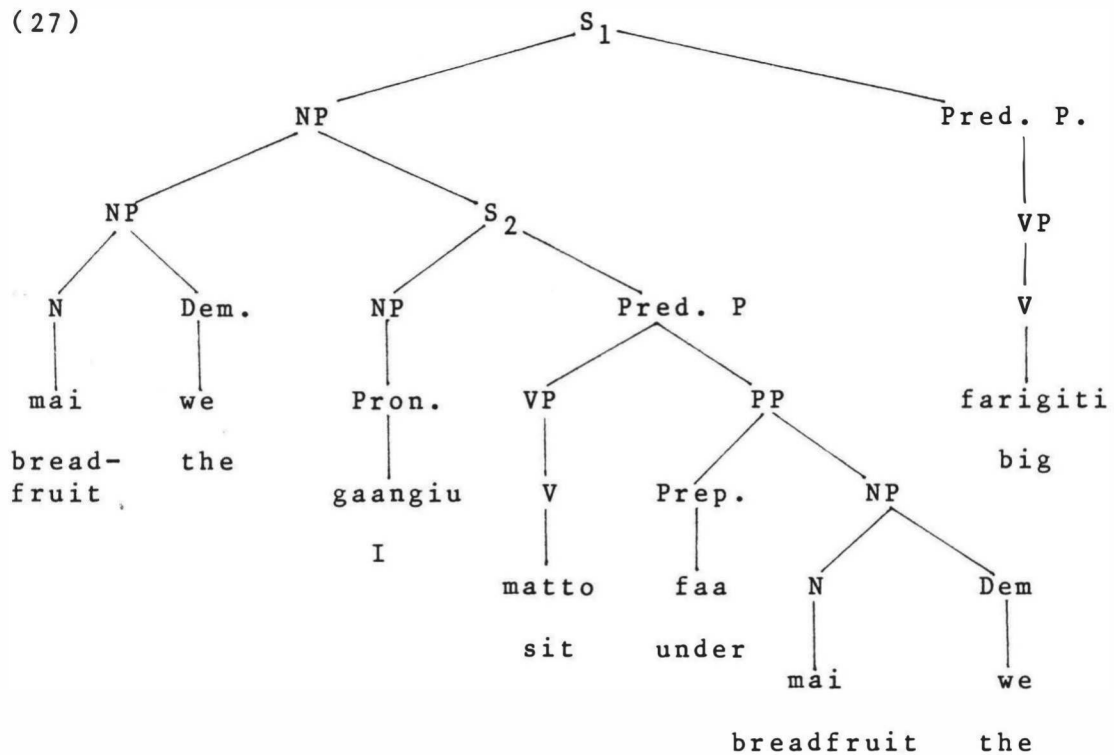 (27)
S1
NP Pred. P.
NP S2 VP
N Dem. NP Pred. P V
mai we Pron. VP PP farigiti
bread- the big
fruit gaangiu V Prep. NP
I
matto faa N Dem
sit under
mai we
breadfruit the